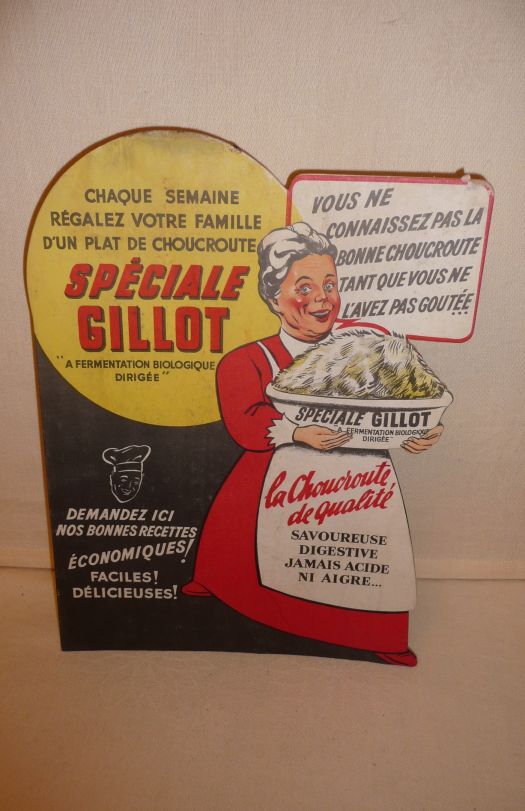 CHAQUE SEMAINE
RÉGALEZ VOTRE FAMILLE
D'UN PLAT DE CHOUCROUTE
SPÉCIALE
GILLOT
"A FERMENTATION BIOLOGIQUE
DIRIGÉE"
VOUS NE
CONNAISSEZ PAS LA
BONNE CHOUCROUTE
TANT QUE VOUS NE
L'AVEZ PAS GOUTÉE...
SPÉCIALE GILLOT
A FERMENTATION BIOLOGIQUE
DIRIGÉE
la Choucroute
de qualité
SAVOUREUSE
DIGESTIVE
JAMAIS ACIDE
NI AIGRE...
DEMANDEZ ICI
NOS BONNES RECETTES
ÉCONOMIQUES!
FACILES!
DÉLICIEUSES!